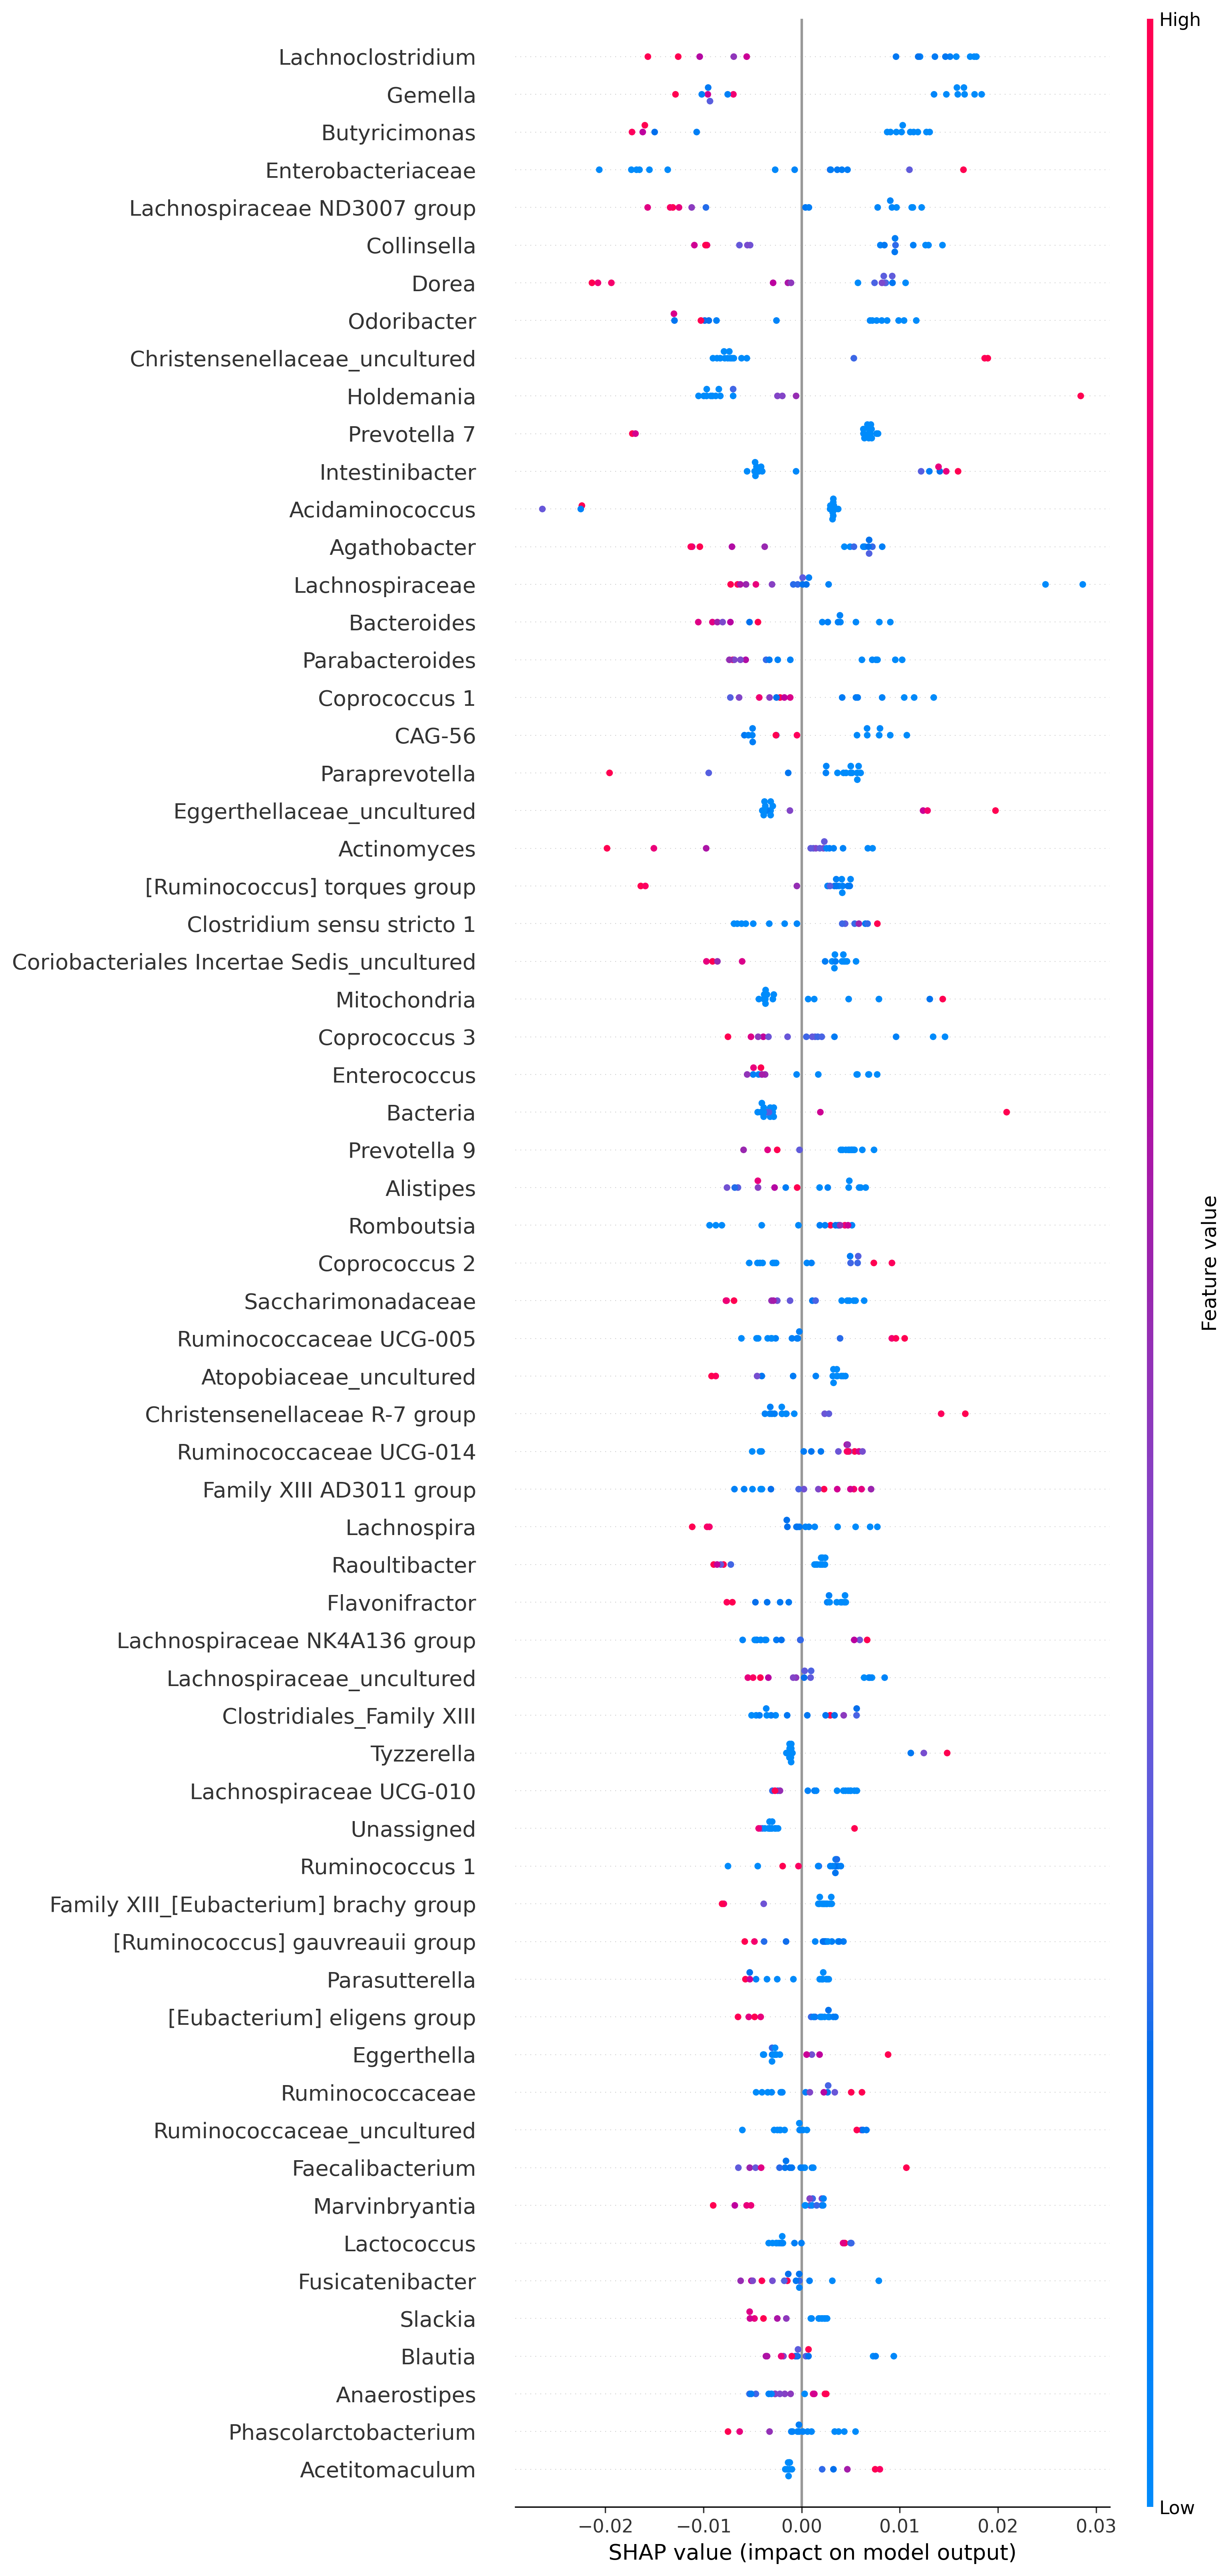 High
Lachnoclostridium
Gemella
Butyricimonas
Enterobacteriaceae
Lachnospiraceae ND3007 group
Collinsella
Dorea
Odoribacter
Christensenellaceae_uncultured
Holdemania
Prevotella 7
Intestinibacter
Acidaminococcus
Agathobacter
Lachnospiraceae
Bacteroides
Parabacteroides
Coprococcus 1
CAG-56
Paraprevotella
Eggerthellaceae_uncultured
Actinomyces
[Ruminococcus] torques group
Clostridium sensu stricto 1
Coriobacteriales Incertae Sedis_uncultured
Mitochondria
Coprococcus 3
Enterococcus
Bacteria
Prevotella 9
Alistipes
Romboutsia
Coprococcus 2
Saccharimonadaceae
Ruminococcaceae UCG-005
Atopobiaceae_uncultured
Christensenellaceae R-7 group
Ruminococcaceae UCG-014
Family XIII AD3011 group
Lachnospira
Raoultibacter
Flavonifractor
Lachnospiraceae NK4A136 group
Lachnospiraceae_uncultured
Clostridiales_Family XIII
Tyzzerella
Lachnospiraceae UCG-010
Unassigned
Ruminococcus 1
Family XIII_[Eubacterium] brachy group
[Ruminococcus] gauvreauii group
Parasutterella
[Eubacterium] eligens group
Eggerthella
Ruminococcaceae
Ruminococcaceae_uncultured
Faecalibacterium
Marvinbryantia
Lactococcus
Fusicatenibacter
Slackia
Blautia
Anaerostipes
Phascolarctobacterium
Acetitomaculum
Feature value
Low
−0.02 −0.01 0.00 0.01 0.02 0.03
SHAP value (impact on model output)